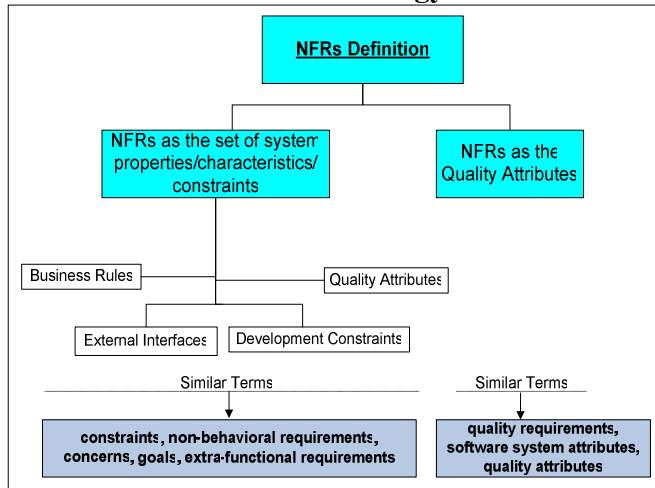 NFRs Definition
NFRs as the set of system
properties/characteristics/
constraints
NFRs as the
Quality Attributes
Business Rules
Quality Attributes
External Interfaces
Development Constraints
Similar Terms
constraints, non-behavioral requirements,
concerns, goals, extra-functional requirements
Similar Terms
quality requirements,
software system attributes,
quality attributes